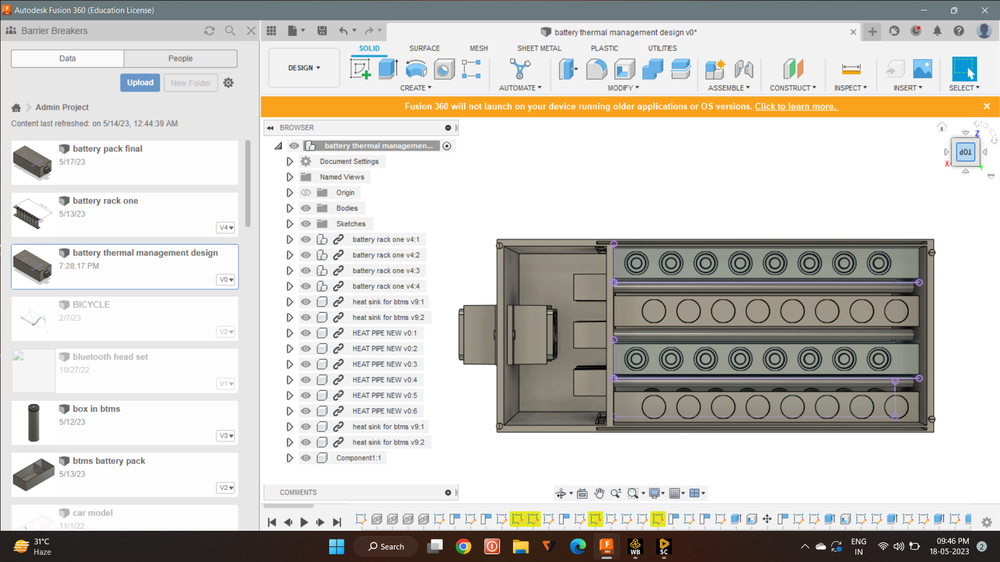 Autodesk Fusion 360 (Education License)
Barrier Breakers
battery thermal management design v0*
Data
People
Upload
New Folder
Admin Project
Content last refreshed: on 5/14/23, 12:44:39 AM
battery pack final
5/17/23
battery rack one
5/13/23
V4
battery thermal management design
7:28:17 PM
V0
BICYCLE
2/7/23
V2
bluetooth head set
10/27/22
V1
box in btms
5/12/23
V3
btms battery pack
5/13/23
V2
car model
11/1/22
DESIGN
SOLID
SURFACE
MESH
SHEET METAL
PLASTIC
UTILITIES
CREATE
AUTOMATE
MODIFY
ASSEMBLE
CONSTRUCT
INSPECT
INSERT
SELECT
Fusion 360 will not launch on your device running older applications or OS versions. Click to learn more.
BROWSER
battery thermal managemen...
Document Settings
Named Views
Origin
Bodies
Sketches
battery rack one v4:1
battery rack one v4:2
battery rack one v4:3
battery rack one v4:4
heat sink for btms v9:1
heat sink for btms v9:2
HEAT PIPE NEW v0:1
HEAT PIPE NEW v0:2
HEAT PIPE NEW v0:3
HEAT PIPE NEW v0:4
HEAT PIPE NEW v0:5
HEAT PIPE NEW v0:6
heat sink for btms v9:1
heat sink for btms v9:2
Component1:1
COMMENTS
Z
TOP
X
Y
31°C
Haze
Search
F
360
WB
SC
ENG
IN
09:46 PM
18-05-2023
2